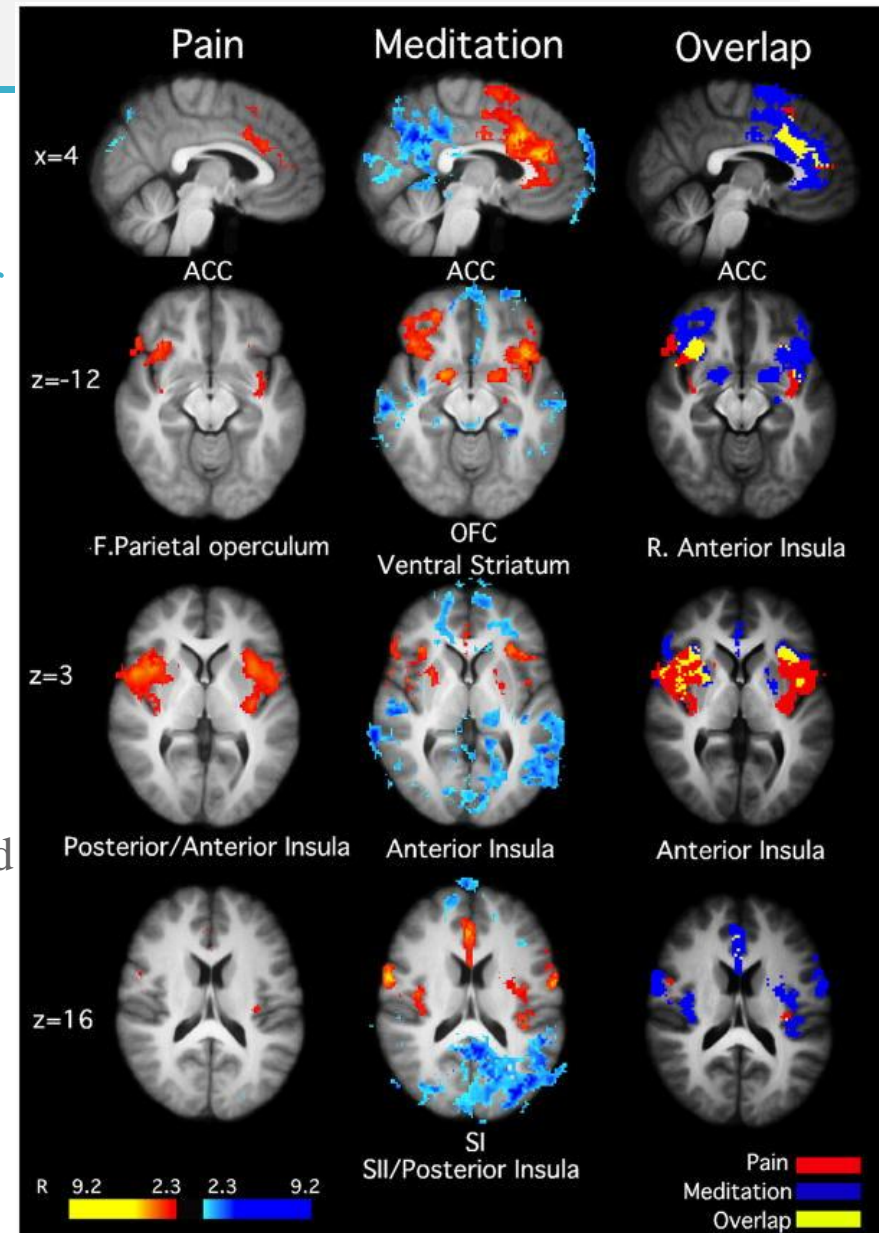 Pain Meditation Overlap
x=4
ACC ACC ACC
z=-12
F.Parietal operculum OFC R. Anterior Insula
Ventral Striatum
z=3
d
Posterior/Anterior Insula Anterior Insula Anterior Insula
z=16
SI
SII/Posterior Insula
R 9.2 2.3 2.3 9.2
Pain
Meditation
Overlap